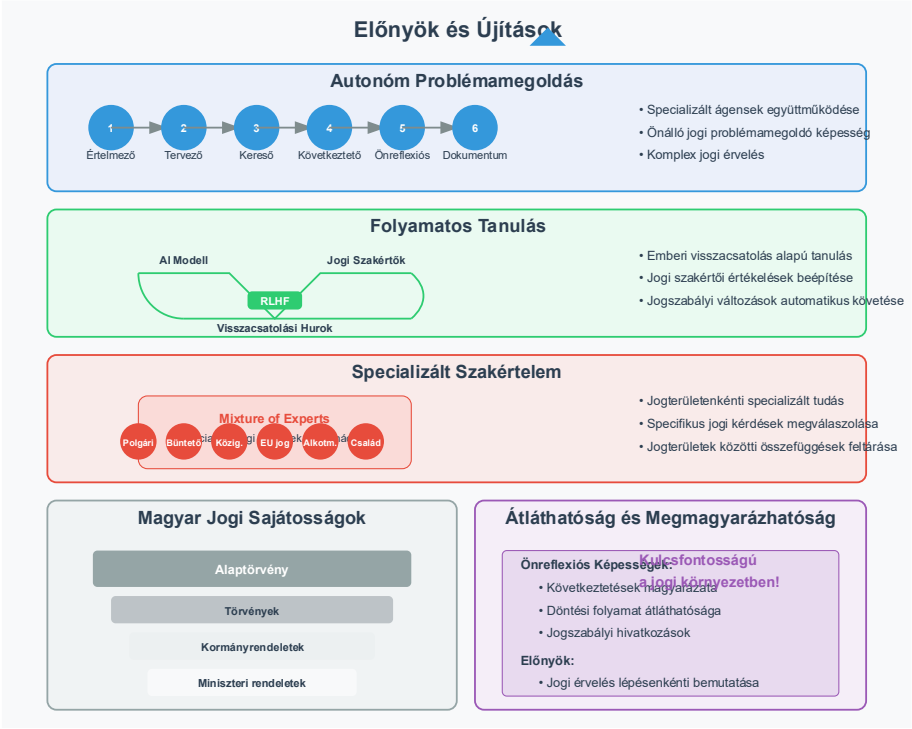 Előnyök és Újítások
Autonóm Problémamegoldás
1 2 3 4 5 6
Értelmező Tervező Kereső Következtető Önreflexiós Dokumentum
• Specializált ágensek együttműködése
• Önálló jogi problémamegoldó képesség
• Komplex jogi érvelés
Folyamatos Tanulás
AI Modell Jogi Szakértők
RLHF
Visszacsatolási Hurok
• Emberi visszacsatolás alapú tanulás
• Jogi szakértői értékelések beépítése
• Jogszabályi változások automatikus követése
Specializált Szakértelem
Mixture of Experts
Polgári Büntető Közig. EU jog Alkotm. Család
• Jogterületenkénti specializált tudás
• Specifikus jogi kérdések megválaszolása
• Jogterületek közötti összefüggések feltárása
Magyar Jogi Sajátosságok
Alaptörvény
Törvények
Kormányrendeletek
Miniszteri rendeletek
Átláthatóság és Megmagyarázhatóság
Kulcsfontosságú
a jogi környezetben!
Önreflexiós Képességek:
• Következtetések magyarázata
• Döntési folyamat átláthatósága
• Jogszabályi hivatkozások
Előnyök:
• Jogi érvelés lépésenkénti bemutatása